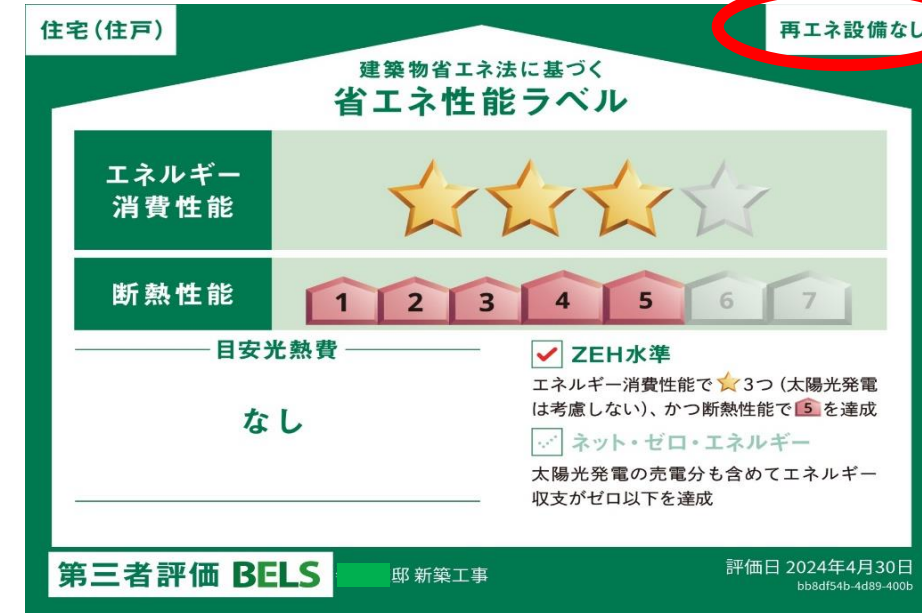 住宅(住戸)
再エネ設備なし
建築物省エネ法に基づく
省エネ性能ラベル
エネルギー
消費性能
断熱性能
1 2 3 4 5 6 7
目安光熱費
なし
ZEH水準
エネルギー消費性能で3つ(太陽光発電
は考慮しない)、かつ断熱性能で5を達成
ネット・ゼロ・エネルギー
太陽光発電の売電分も含めてエネルギー
収支がゼロ以下を達成
第三者評価 BELS
邸 新築工事
評価日 2024年4月30日
bb8df54b-4d89-400b